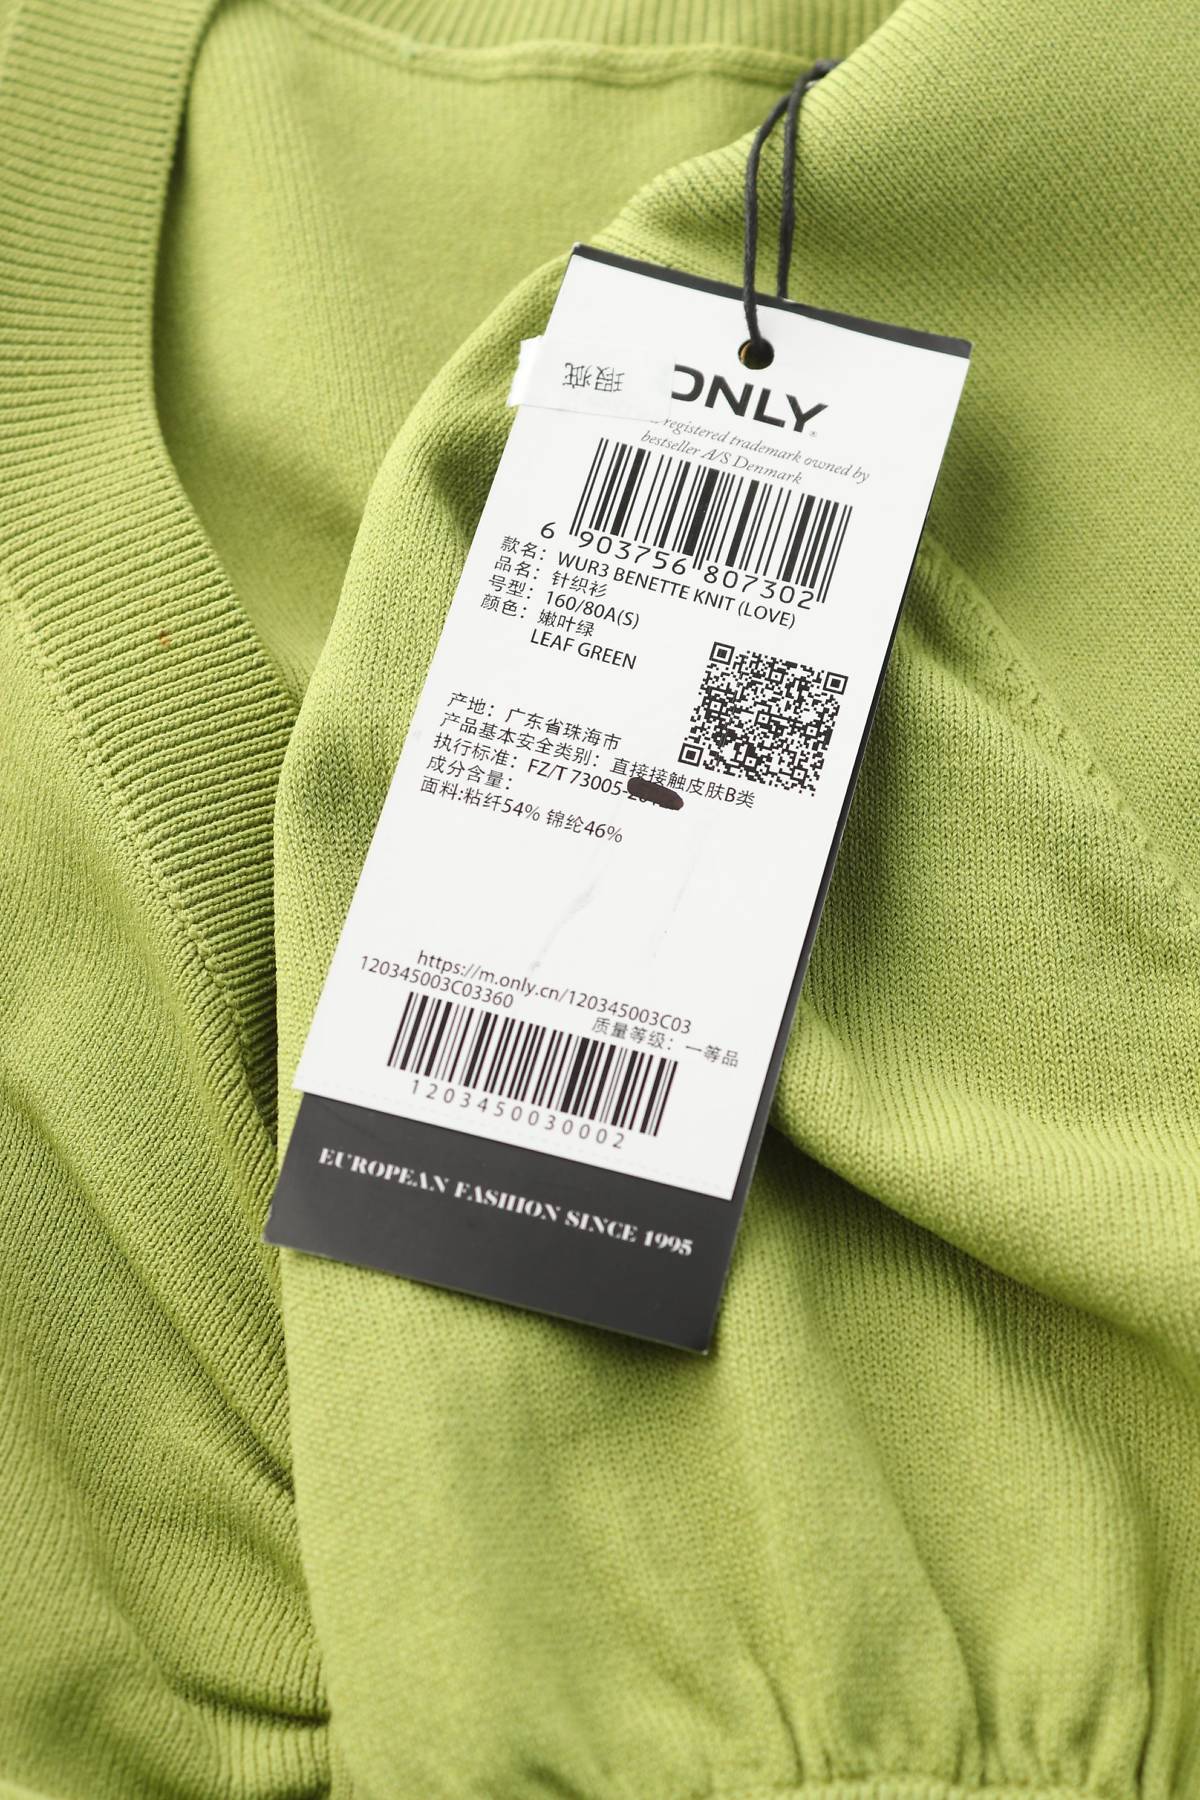 瑕疵
ONLY®
a registered trademark owned by
bestseller A/S Denmark
6 903756 807302
款名: WUR3 BENETTE KNIT (LOVE)
品名: 针织衫
号型: 160/80A(S)
颜色: 嫩叶绿
LEAF GREEN
产地: 广东省珠海市
产品基本安全类别: 直接接触皮肤B类
执行标准: FZ/T 73005-
成分含量:
面料:粘纤54% 锦纶46%
https://m.only.cn/120345003C03
120345003C03360
质量等级: 一等品
1203450030002
EUROPEAN FASHION SINCE 1995